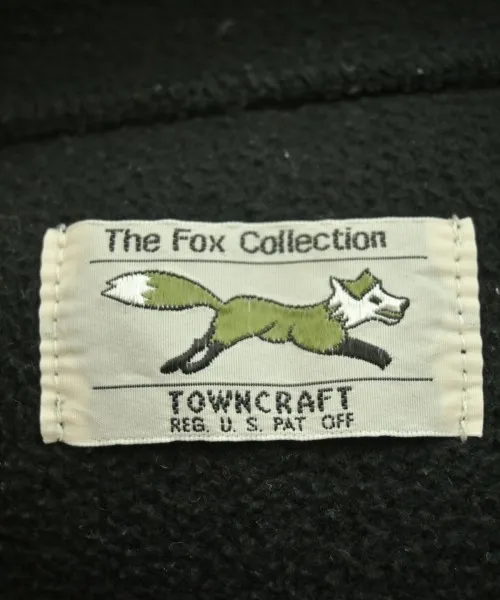 The Fox Collection
TOWNCRAFT
REG. U. S. PAT OFF